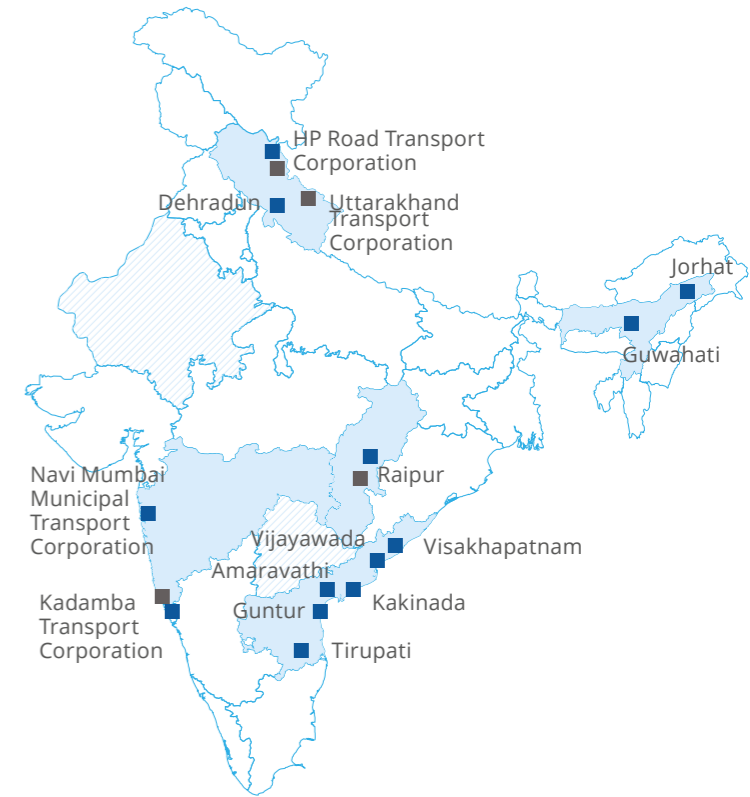 HP Road Transport
Corporation
Dehradun
Uttarakhand
Transport
Corporation
Jorhat
Guwahati
Navi Mumbai
Municipal
Transport
Corporation
Raipur
Vijayawada
Visakhapatnam
Amaravathi
Kadamba
Transport
Corporation
Guntur
Kakinada
Tirupati